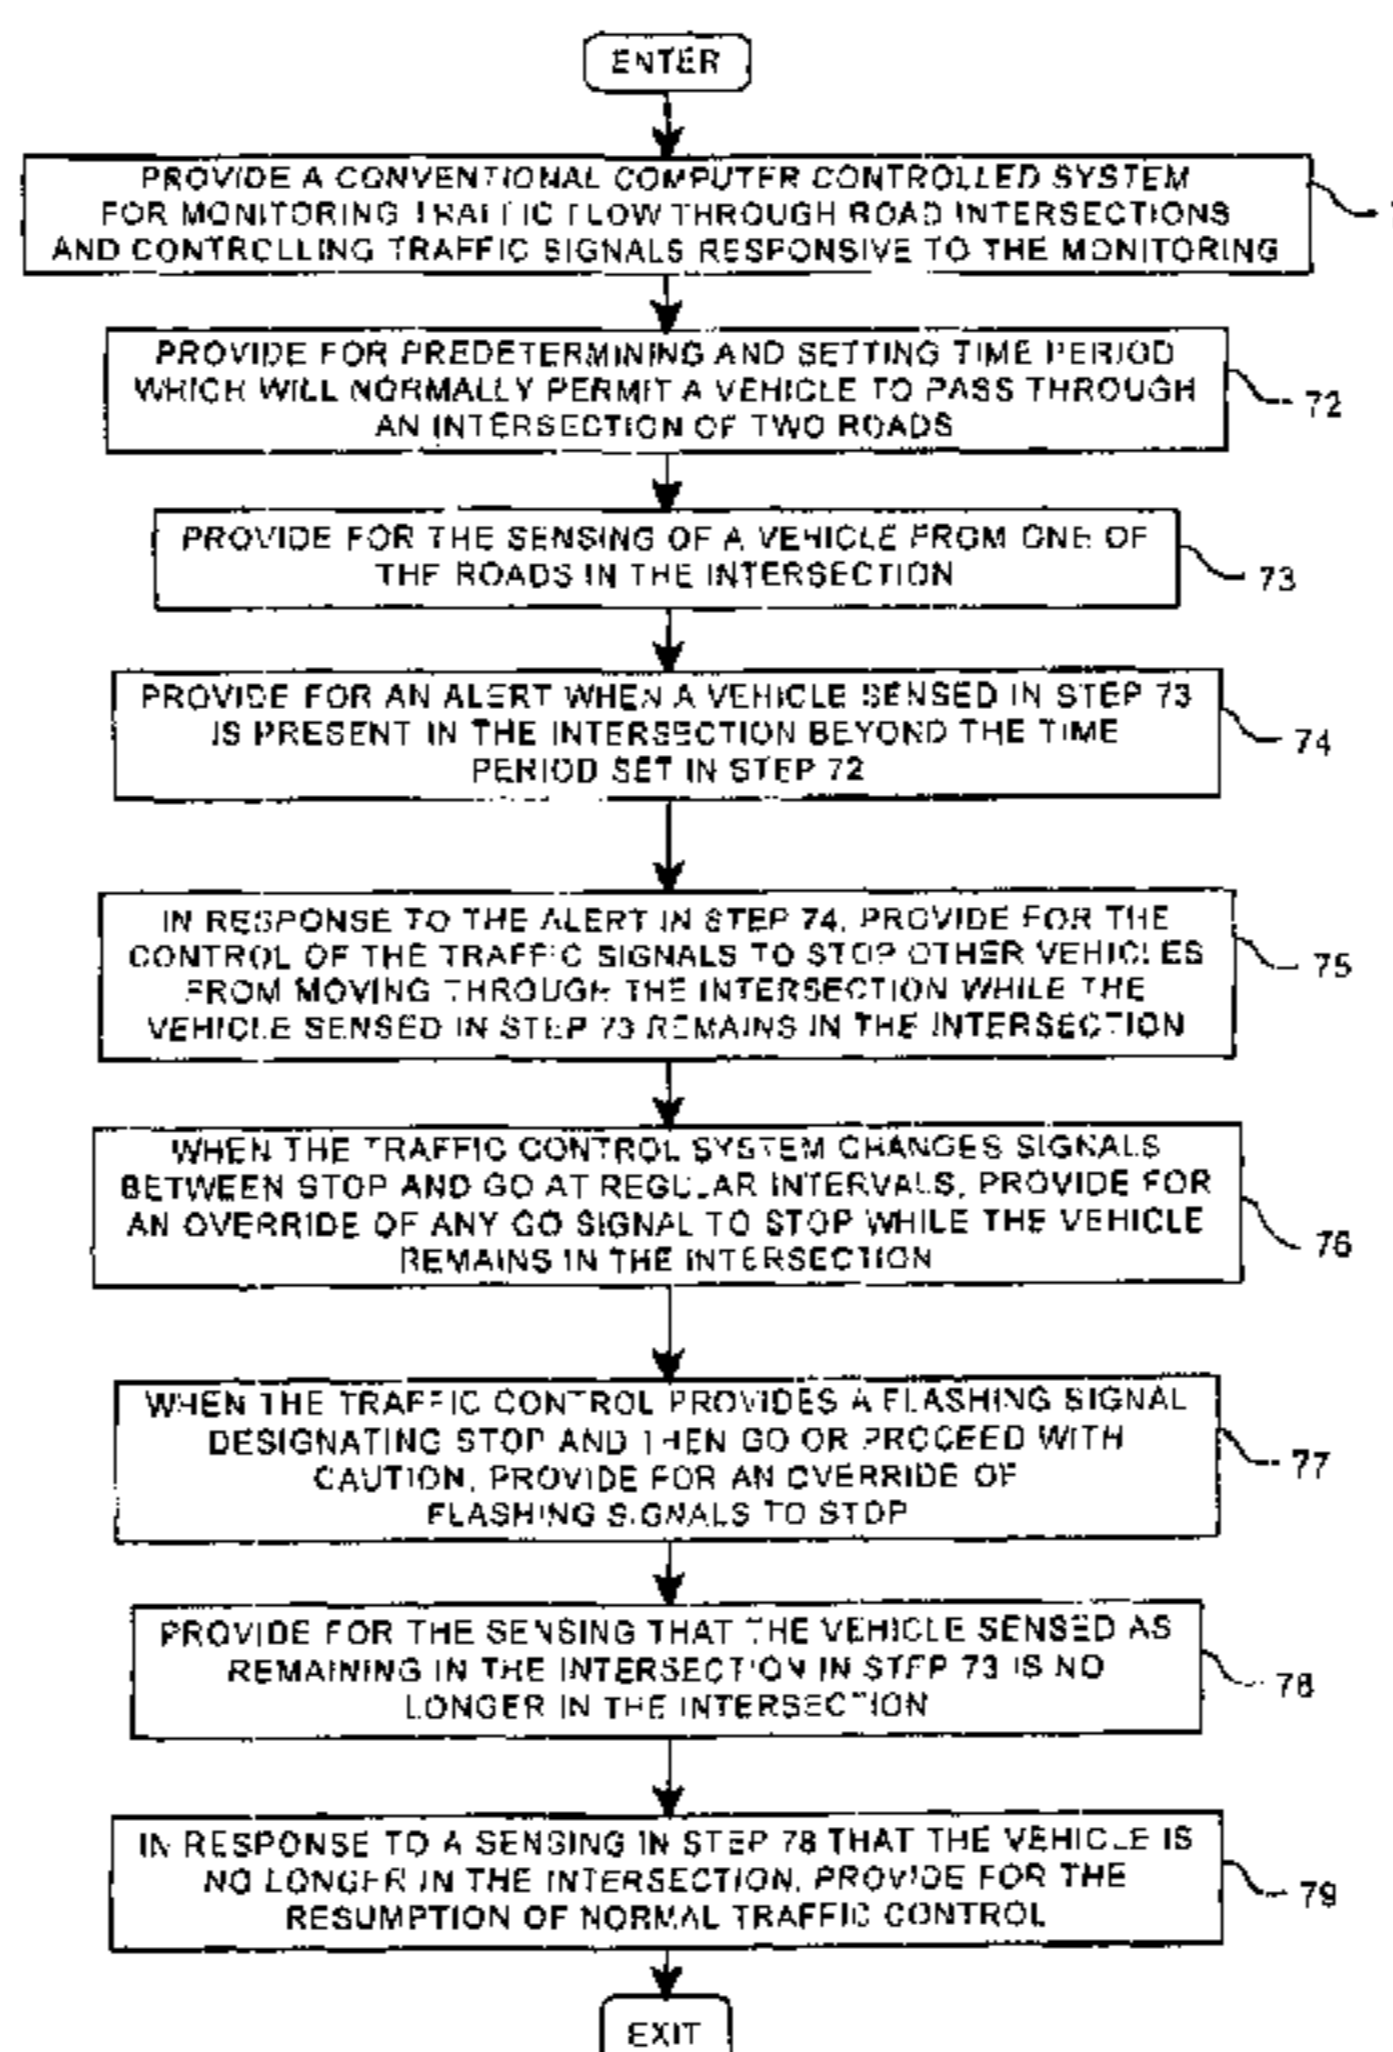 ENTER
PROVIDE A CONVENTIONAL COMPUTER CONTROLLED SYSTEM
FOR MONITORING TRAFFIC FLOW THROUGH ROAD INTERSECTIONS
AND CONTROLLING TRAFFIC SIGNALS RESPONSIVE TO THE MONITORING
PROVIDE FOR PREDETERMINING AND SETTING TIME PERIOD
WHICH WILL NORMALLY PERMIT A VEHICLE TO PASS THROUGH
AN INTERSECTION OF TWO ROADS
72
PROVIDE FOR THE SENSING OF A VEHICLE FROM ONE OF
THE ROADS IN THE INTERSECTION
73
PROVIDE FOR AN ALERT WHEN A VEHICLE SENSED IN STEP 73
IS PRESENT IN THE INTERSECTION BEYOND THE TIME
PERIOD SET IN STEP 72
74
IN RESPONSE TO THE ALERT IN STEP 74, PROVIDE FOR THE
CONTROL OF THE TRAFFIC SIGNALS TO STOP OTHER VEHICLES
FROM MOVING THROUGH THE INTERSECTION WHILE THE
VEHICLE SENSED IN STEP 73 REMAINS IN THE INTERSECTION
75
WHEN THE TRAFFIC CONTROL SYSTEM CHANGES SIGNALS
BETWEEN STOP AND GO AT REGULAR INTERVALS, PROVIDE FOR
AN OVERRIDE OF ANY GO SIGNAL TO STOP WHILE THE VEHICLE
REMAINS IN THE INTERSECTION
76
WHEN THE TRAFFIC CONTROL PROVIDES A FLASHING SIGNAL
DESIGNATING STOP AND THEN GO OR PROCEED WITH
CAUTION, PROVIDE FOR AN OVERRIDE OF
FLASHING SIGNALS TO STOP
77
PROVIDE FOR THE SENSING THAT THE VEHICLE SENSED AS
REMAINING IN THE INTERSECTION IN STEP 73 IS NO
LONGER IN THE INTERSECTION
78
IN RESPONSE TO A SENSING IN STEP 78 THAT THE VEHICLE IS
NO LONGER IN THE INTERSECTION, PROVIDE FOR THE
RESUMPTION OF NORMAL TRAFFIC CONTROL
79
EXIT